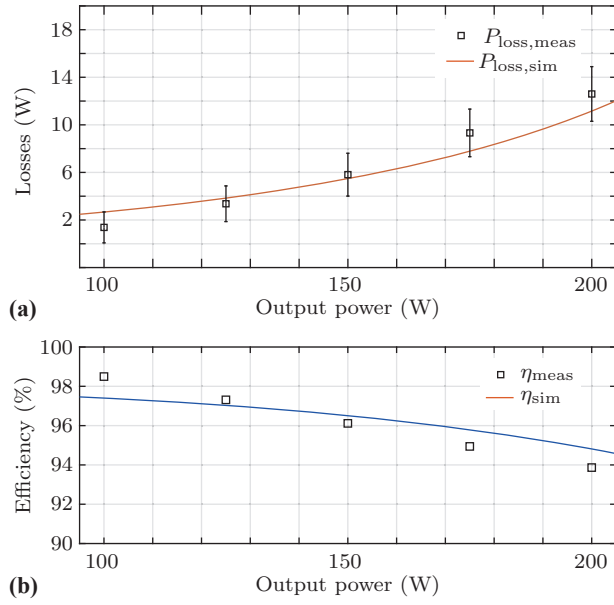 18
14
10
6
2
Losses (W)
P_loss,meas
P_loss,sim
100
150
200
Output power (W)
(a)
100
98
96
94
92
90
Efficiency (%)
η_meas
η_sim
100
150
200
Output power (W)
(b)